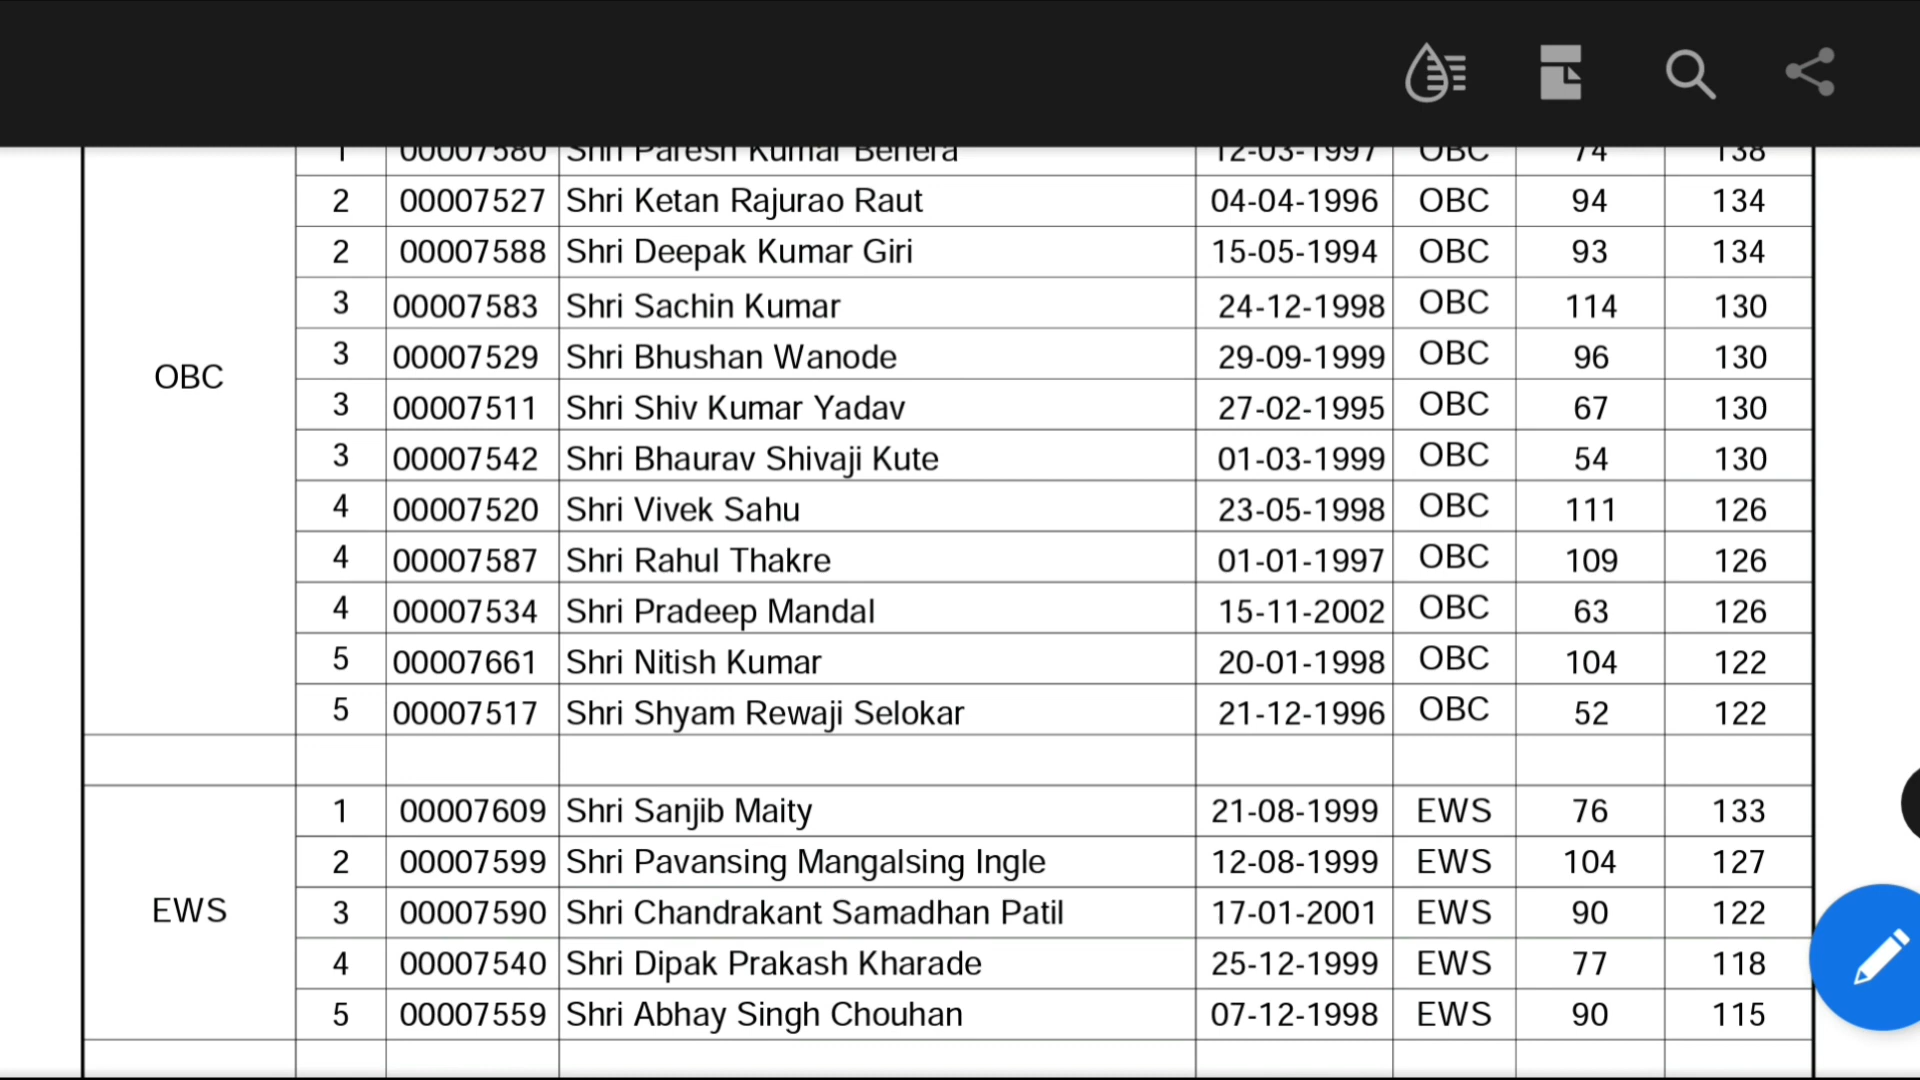 1 00007580 Shri Paresh Kumar Behera 12-03-1997 OBC 74 138
2 00007527 Shri Ketan Rajurao Raut 04-04-1996 OBC 94 134
2 00007588 Shri Deepak Kumar Giri 15-05-1994 OBC 93 134
3 00007583 Shri Sachin Kumar 24-12-1998 OBC 114 130
3 00007529 Shri Bhushan Wanode 29-09-1999 OBC 96 130
OBC
3 00007511 Shri Shiv Kumar Yadav 27-02-1995 OBC 67 130
3 00007542 Shri Bhaurav Shivaji Kute 01-03-1999 OBC 54 130
4 00007520 Shri Vivek Sahu 23-05-1998 OBC 111 126
4 00007587 Shri Rahul Thakre 01-01-1997 OBC 109 126
4 00007534 Shri Pradeep Mandal 15-11-2002 OBC 63 126
5 00007661 Shri Nitish Kumar 20-01-1998 OBC 104 122
5 00007517 Shri Shyam Rewaji Selokar 21-12-1996 OBC 52 122
1 00007609 Shri Sanjib Maity 21-08-1999 EWS 76 133
2 00007599 Shri Pavansing Mangalsing Ingle 12-08-1999 EWS 104 127
EWS 3 00007590 Shri Chandrakant Samadhan Patil 17-01-2001 EWS 90 122
4 00007540 Shri Dipak Prakash Kharade 25-12-1999 EWS 77 118
5 00007559 Shri Abhay Singh Chouhan 07-12-1998 EWS 90 115